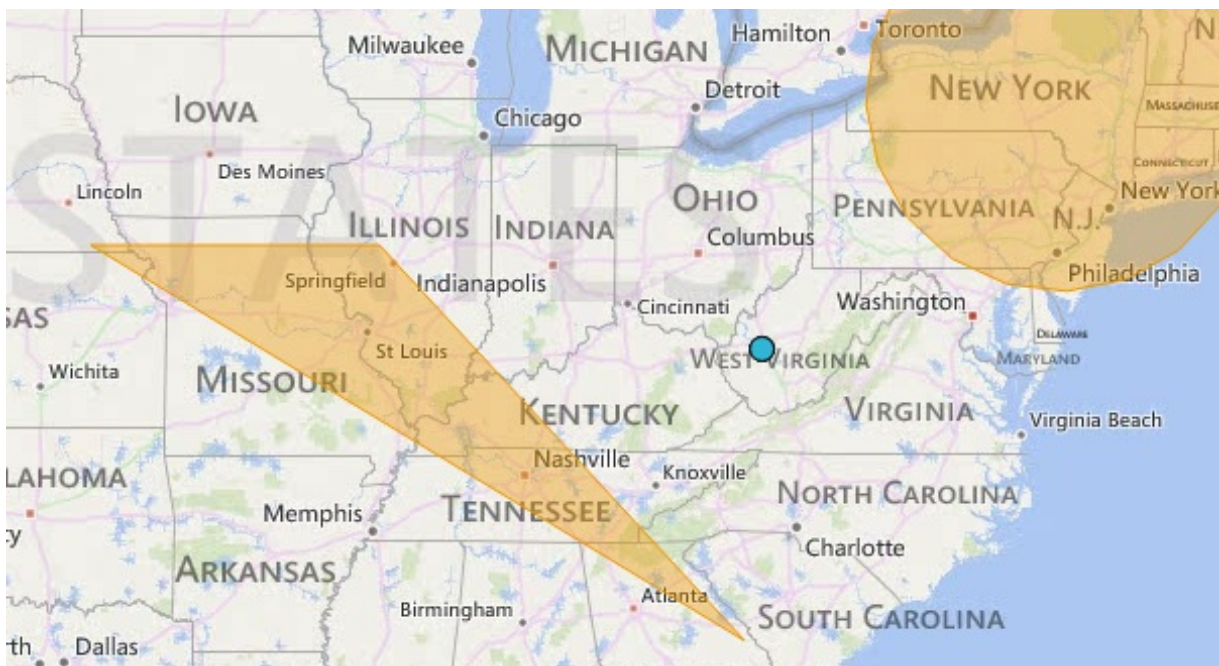 Hamilton
Toronto
N.
Milwaukee
MICHIGAN
NEW YORK
Detroit
IOWA
Chicago
MASSACHUSE
STATES
Des Moines
CONNECTICUT
Lincoln
OHIO
PENNSYLVANIA
New York
ILLINOIS
INDIANA
N.J.
Columbus
Philadelphia
Springfield
Indianapolis
Cincinnati
Washington
SAS
DELAWARE
St Louis
WEST VIRGINIA
MARYLAND
Wichita
MISSOURI
KENTUCKY
VIRGINIA
Virginia Beach
Nashville
LAHOMA
Knoxville
NORTH CAROLINA
TENNESSEE
Memphis
ty
Charlotte
ARKANSAS
Atlanta
Birmingham
SOUTH CAROLINA
rth
Dallas